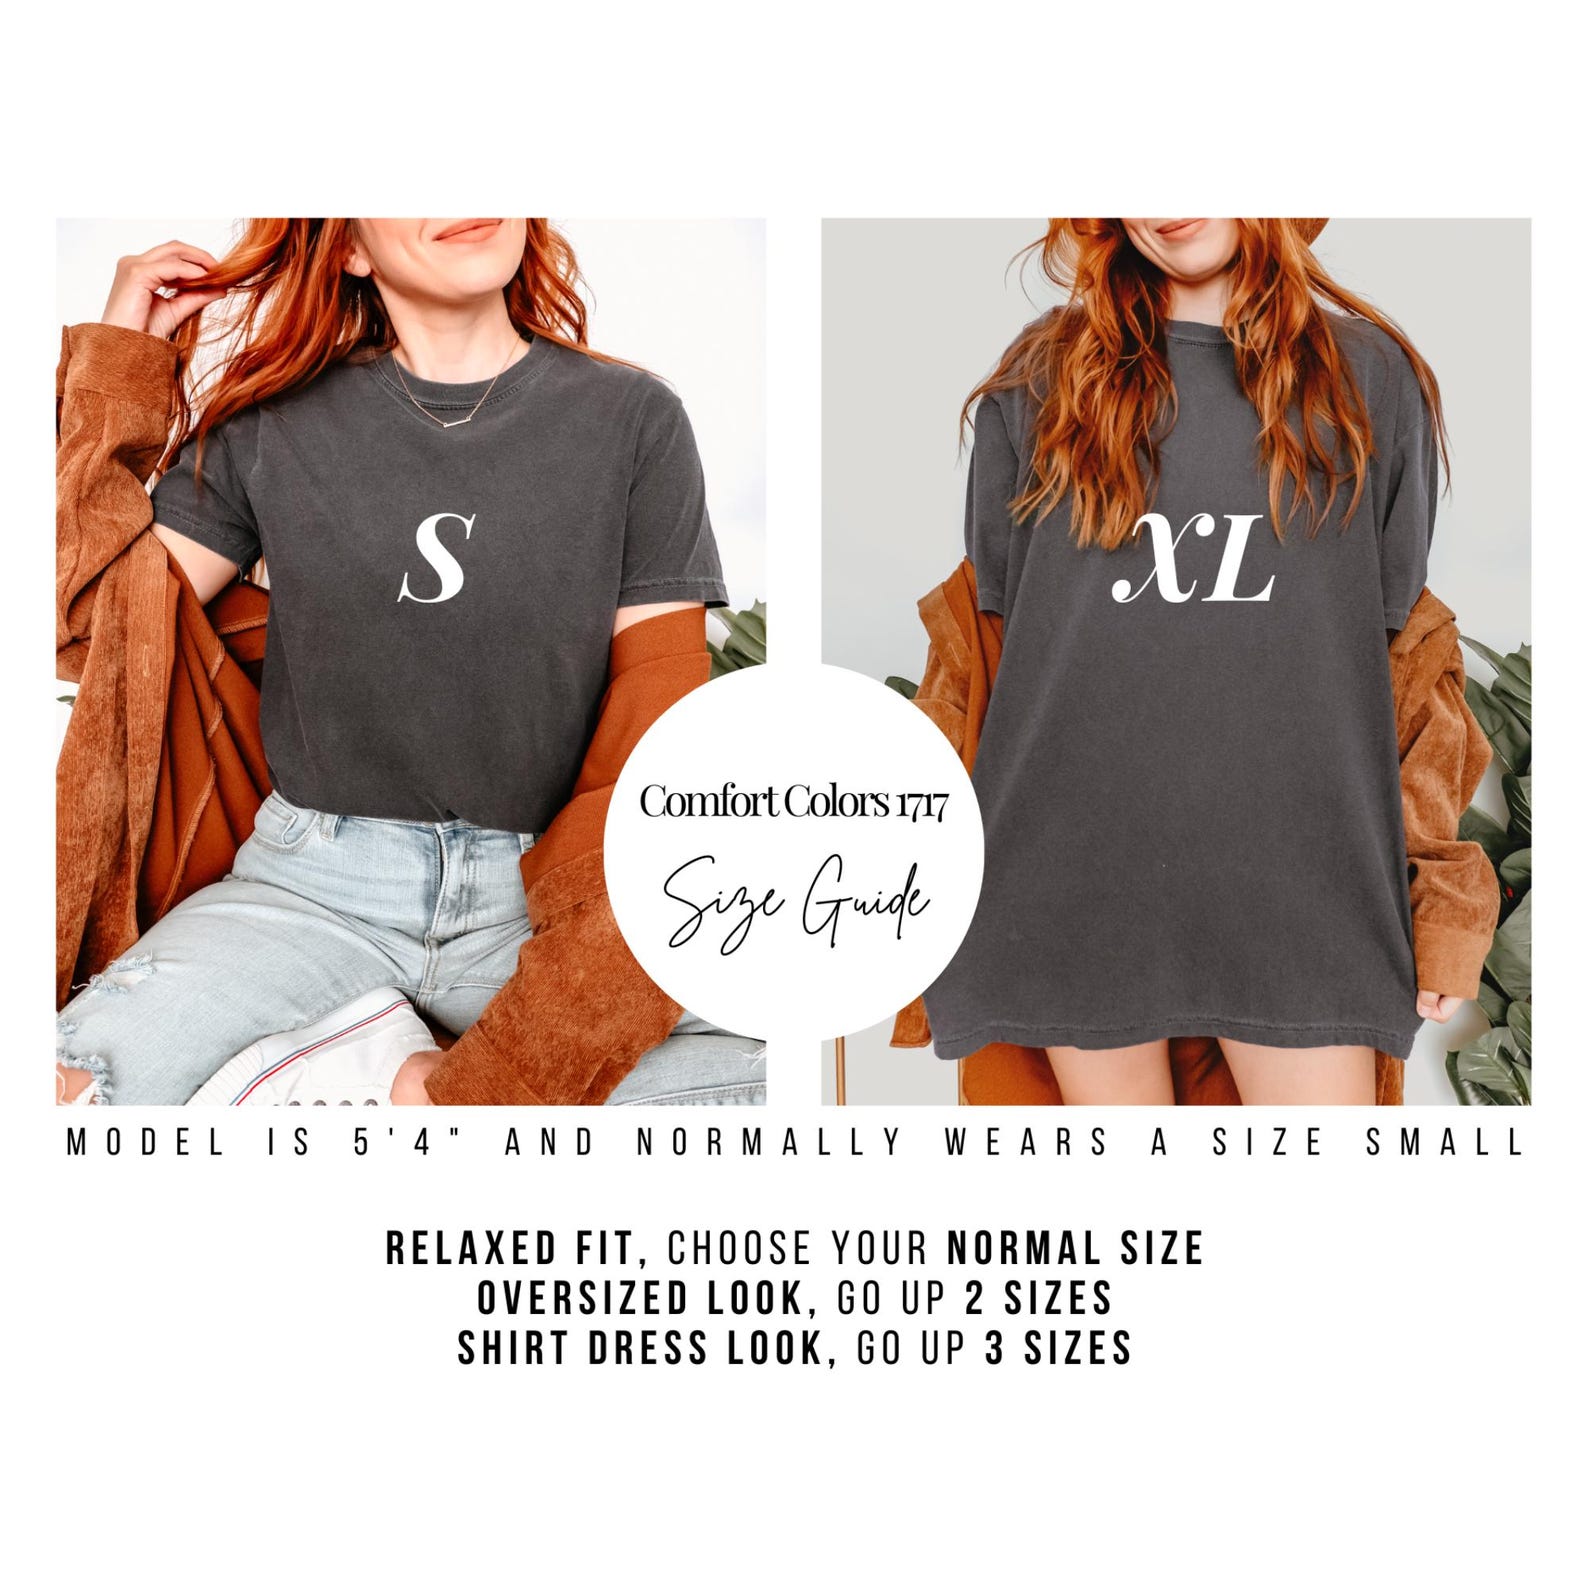 S
XL
Comfort Colors 1717
Size Guide
MODEL IS 5'4" AND NORMALLY WEARS A SIZE SMALL
RELAXED FIT, CHOOSE YOUR NORMAL SIZE
OVERSIZED LOOK, GO UP 2 SIZES
SHIRT DRESS LOOK, GO UP 3 SIZES